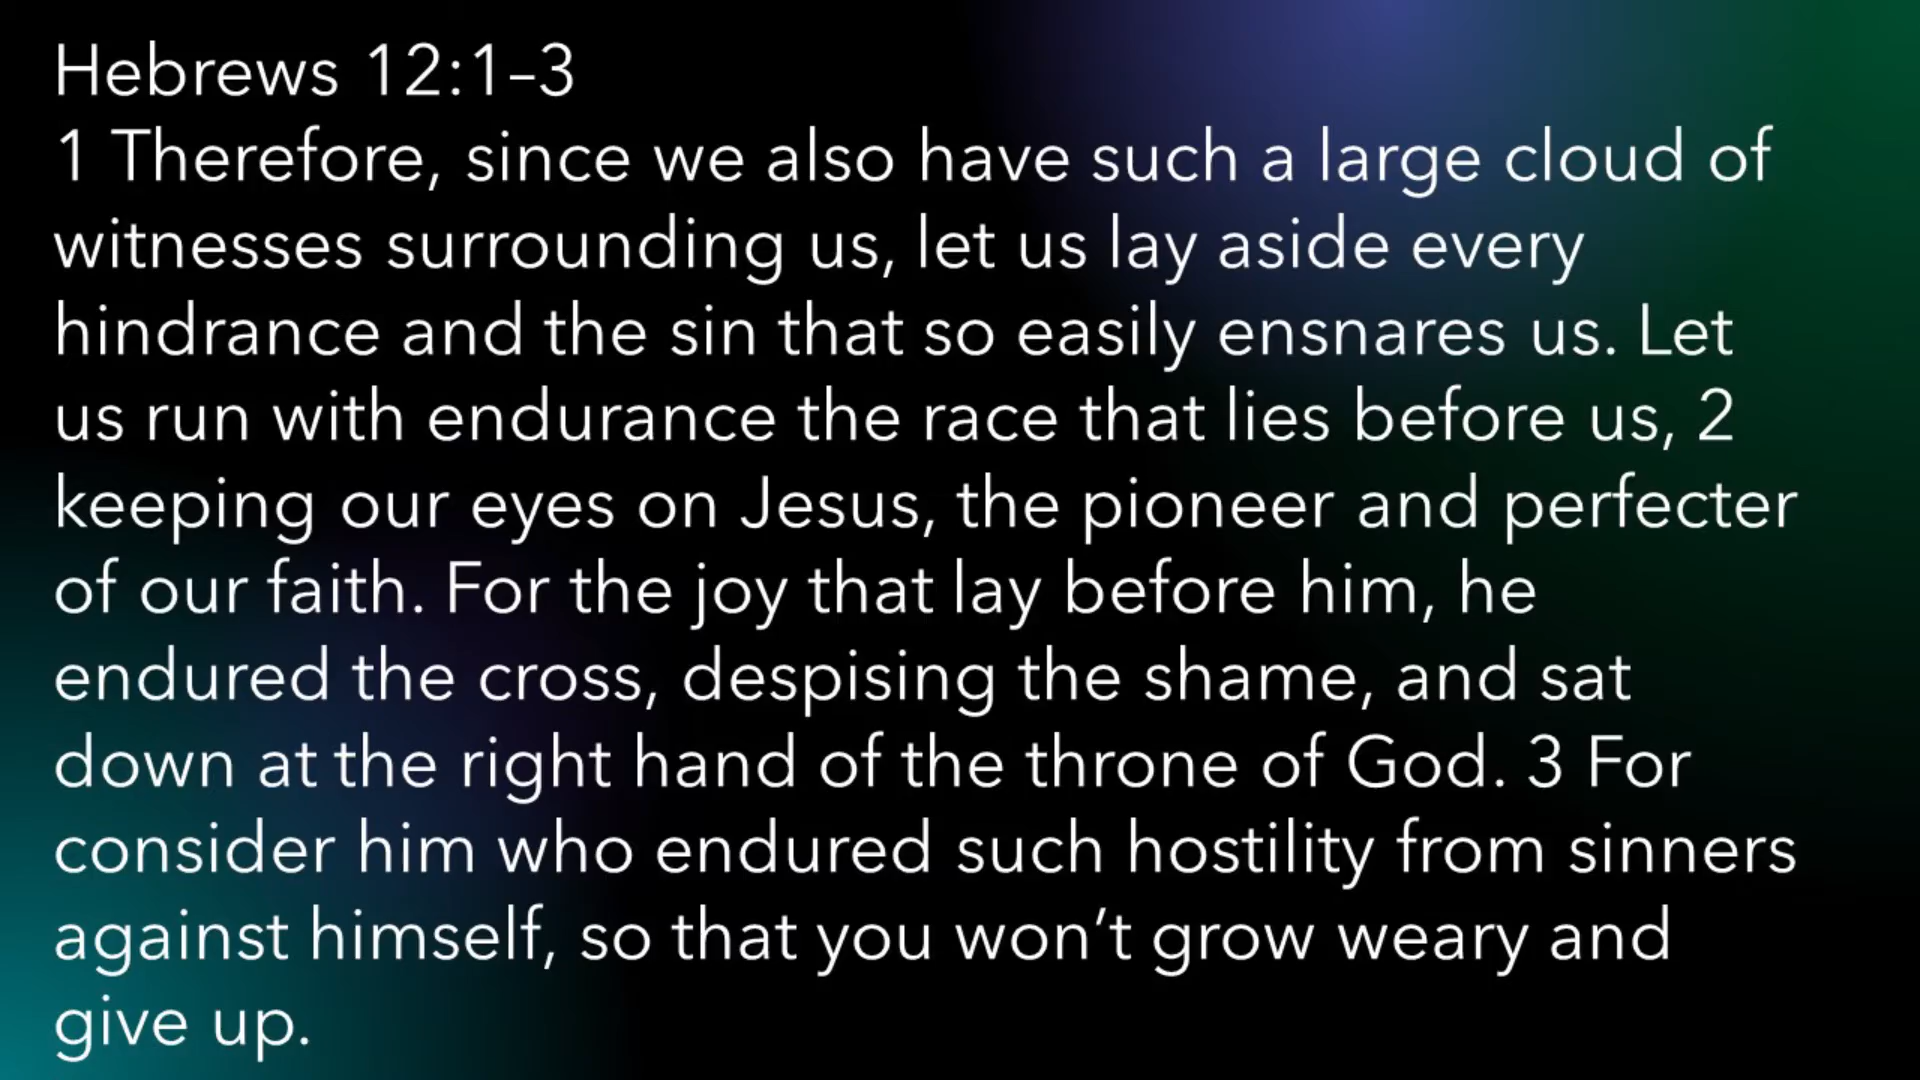 Hebrews 12:1–3
1 Therefore, since we also have such a large cloud of
witnesses surrounding us, let us lay aside every
hindrance and the sin that so easily ensnares us. Let
us run with endurance the race that lies before us, 2
keeping our eyes on Jesus, the pioneer and perfecter
of our faith. For the joy that lay before him, he
endured the cross, despising the shame, and sat
down at the right hand of the throne of God. 3 For
consider him who endured such hostility from sinners
against himself, so that you won’t grow weary and
give up.